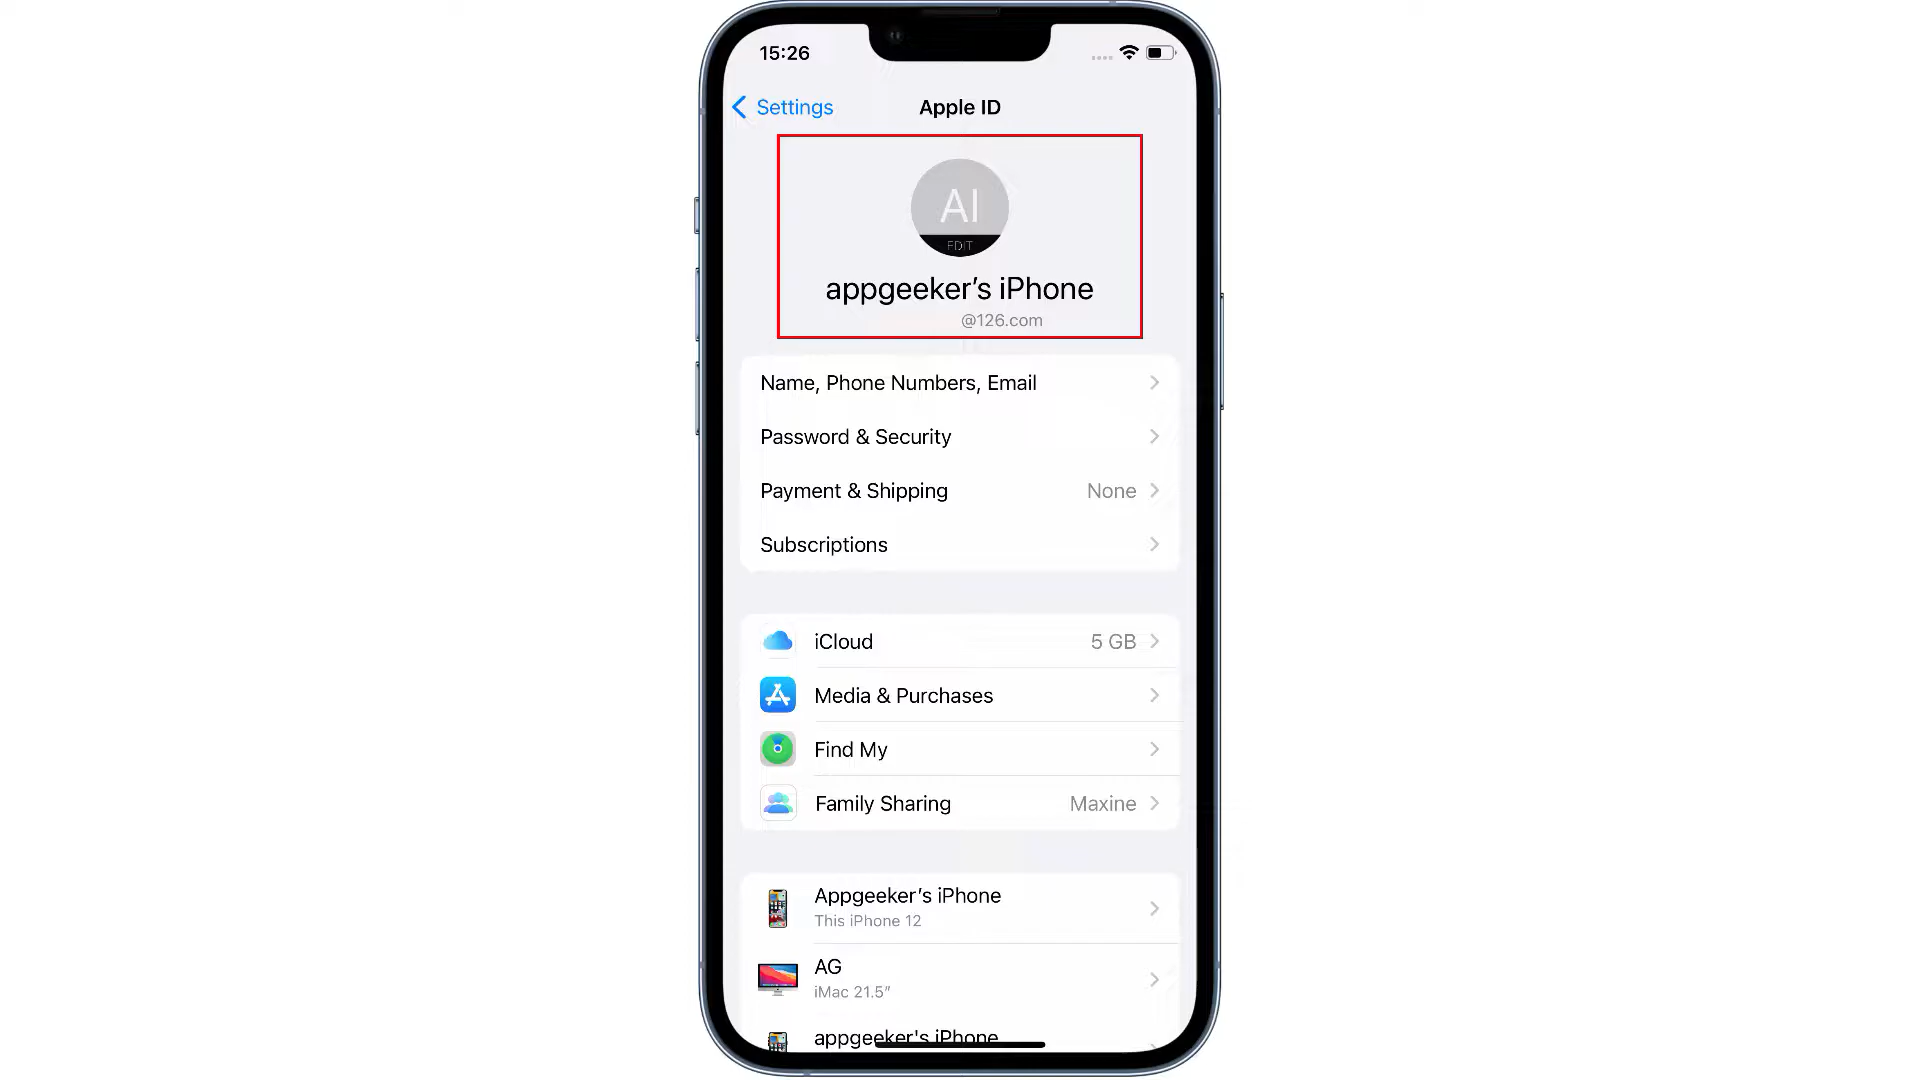 15:26
Settings
Apple ID
AI
EDIT
appgeeker’s iPhone
@126.com
Name, Phone Numbers, Email
Password & Security
Payment & Shipping None
Subscriptions
iCloud 5 GB
Media & Purchases
Find My
Family Sharing Maxine
Appgeeker’s iPhone
This iPhone 12
AG
iMac 21.5″
appgeeker's iPhone